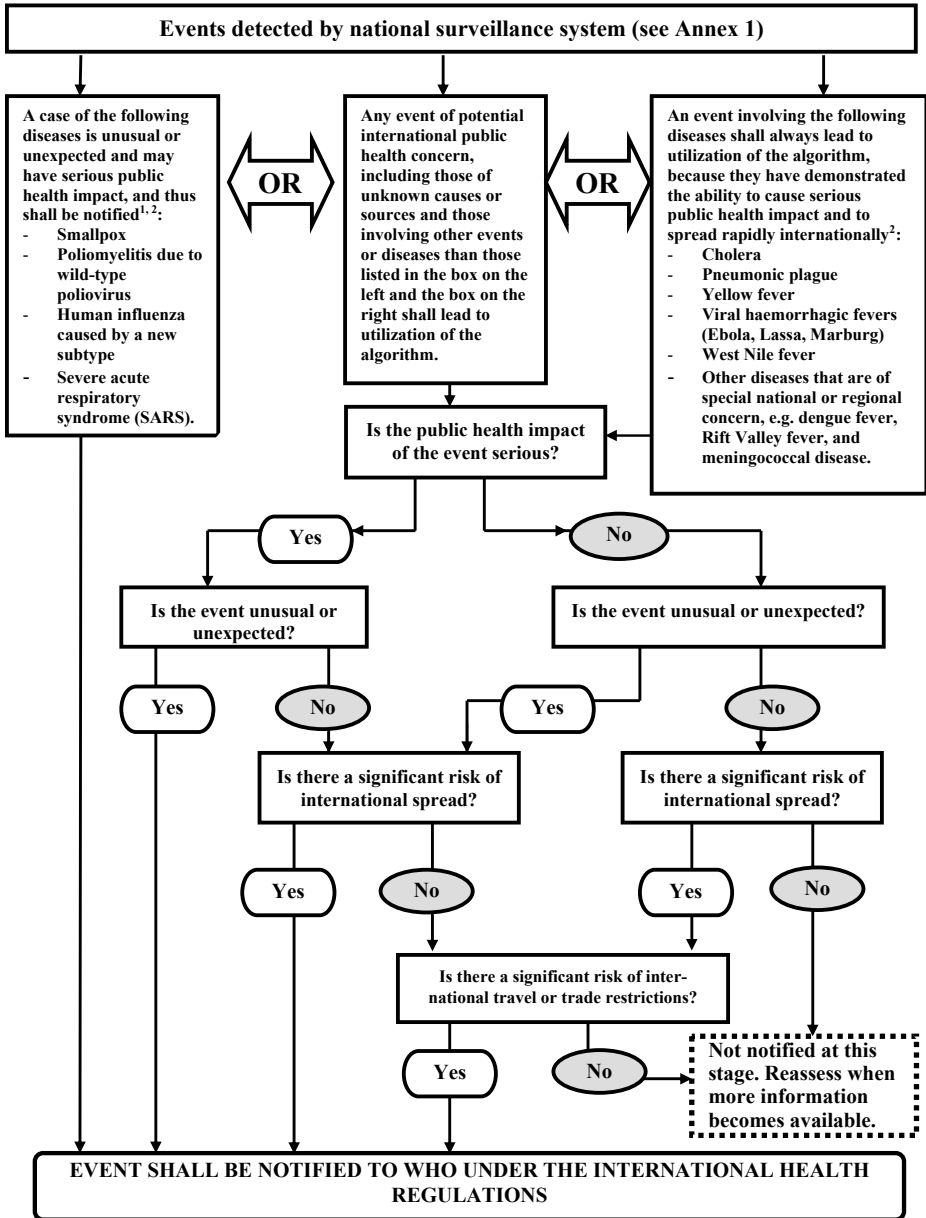 Events detected by national surveillance system (see Annex 1)
A case of the following
diseases is unusual or
unexpected and may
have serious public
health impact, and thus
shall be notified1, 2:
- Smallpox
- Poliomyelitis due to
wild-type
poliovirus
- Human influenza
caused by a new
subtype
- Severe acute
respiratory
syndrome (SARS).
OR
Any event of potential
international public
health concern,
including those of
unknown causes or
sources and those
involving other events
or diseases than those
listed in the box on the
left and the box on the
right shall lead to
utilization of the
algorithm.
OR
An event involving the following
diseases shall always lead to
utilization of the algorithm,
because they have demonstrated
the ability to cause serious
public health impact and to
spread rapidly internationally2:
- Cholera
- Pneumonic plague
- Yellow fever
- Viral haemorrhagic fevers
(Ebola, Lassa, Marburg)
- West Nile fever
- Other diseases that are of
special national or regional
concern, e.g. dengue fever,
Rift Valley fever, and
meningococcal disease.
Is the public health impact
of the event serious?
Yes
No
Is the event unusual or
unexpected?
Is the event unusual or unexpected?
Yes
No
Yes
No
Is there a significant risk of
international spread?
Is there a significant risk of
international spread?
Yes
No
Yes
No
Is there a significant risk of inter-
national travel or trade restrictions?
Yes
No
Not notified at this
stage. Reassess when
more information
becomes available.
EVENT SHALL BE NOTIFIED TO WHO UNDER THE INTERNATIONAL HEALTH
REGULATIONS